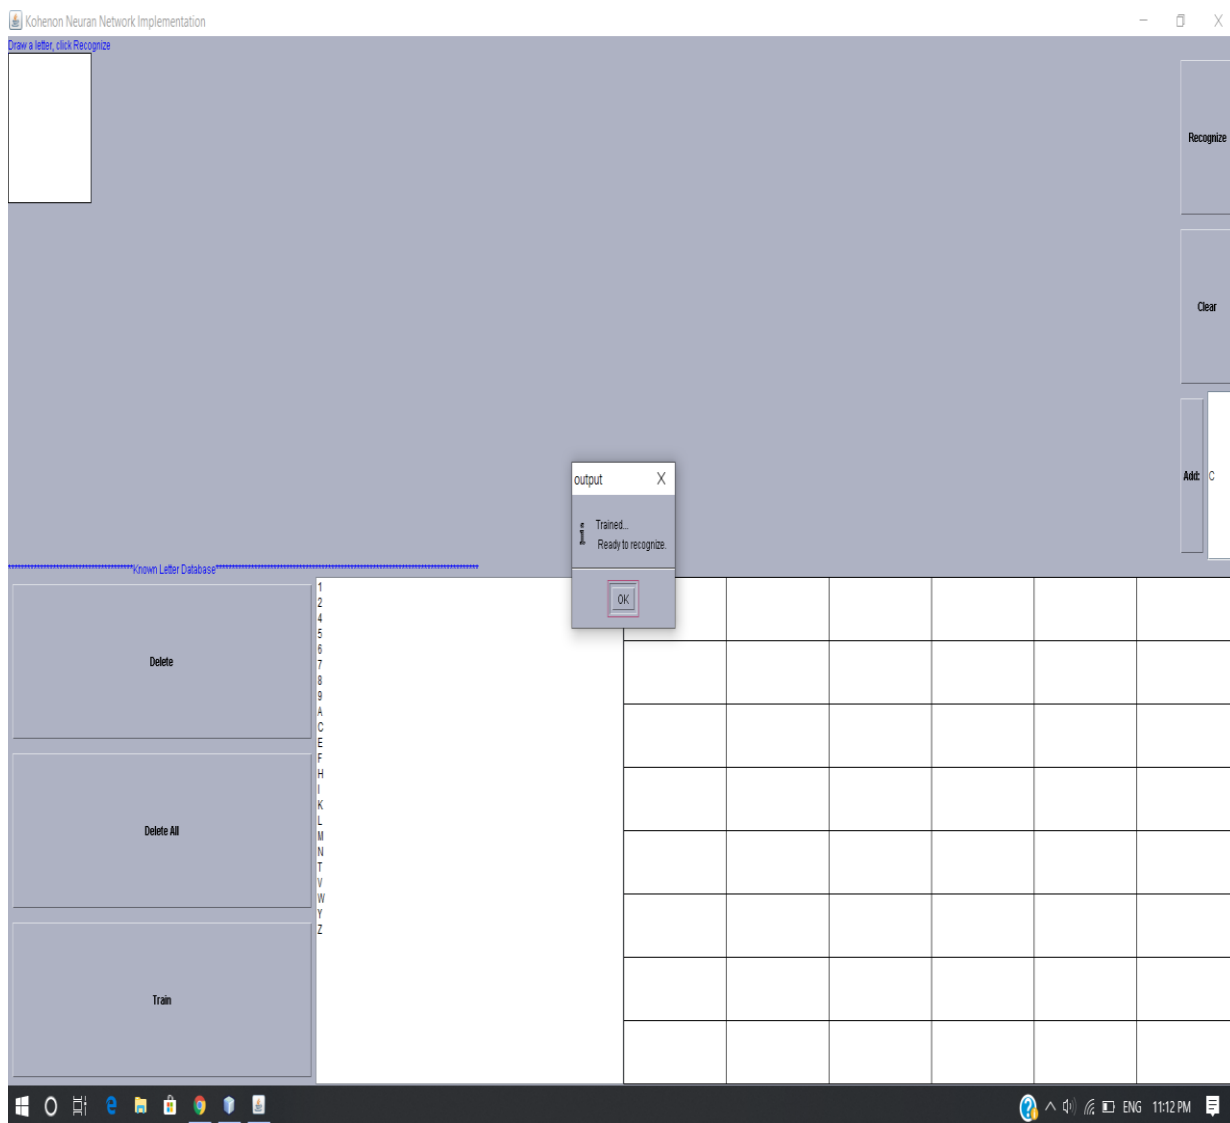 Kohenon Neuran Network Implementation
Draw a letter, click Recognize
Recognize
Clear
Add:
C
output
X
Trained...
Ready to recognize.
OK
Known Letter Database
Delete
Delete All
Train
1
2
4
5
6
7
8
9
A
C
E
F
H
I
K
L
M
N
T
V
W
Y
Z
ENG 11:12 PM